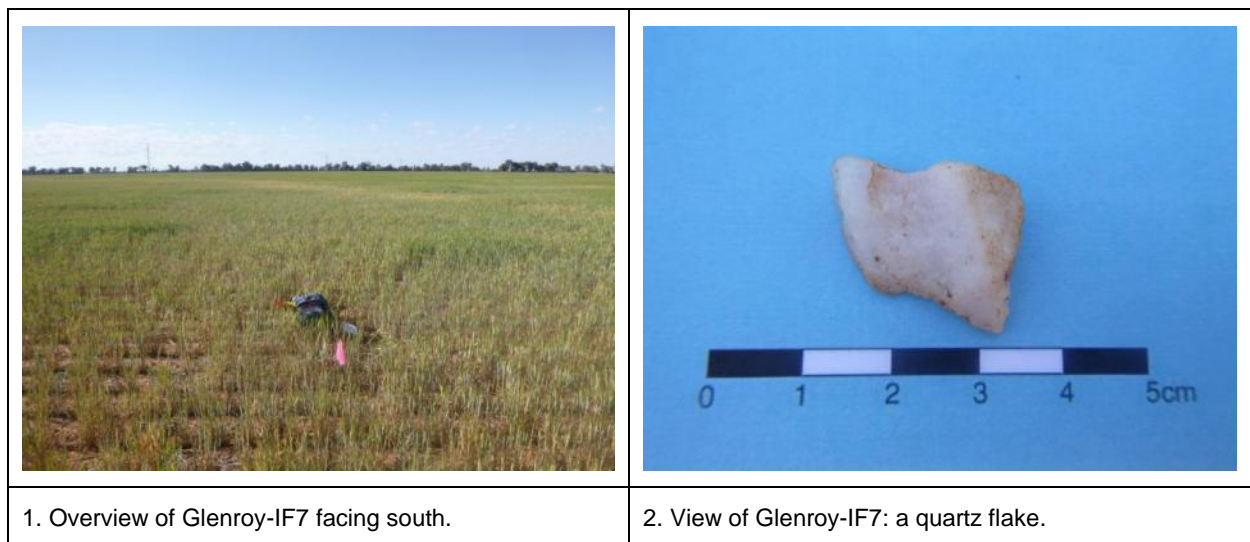 0 1 2 3 4 5cm
1. Overview of Glenroy-IF7 facing south.
2. View of Glenroy-IF7: a quartz flake.